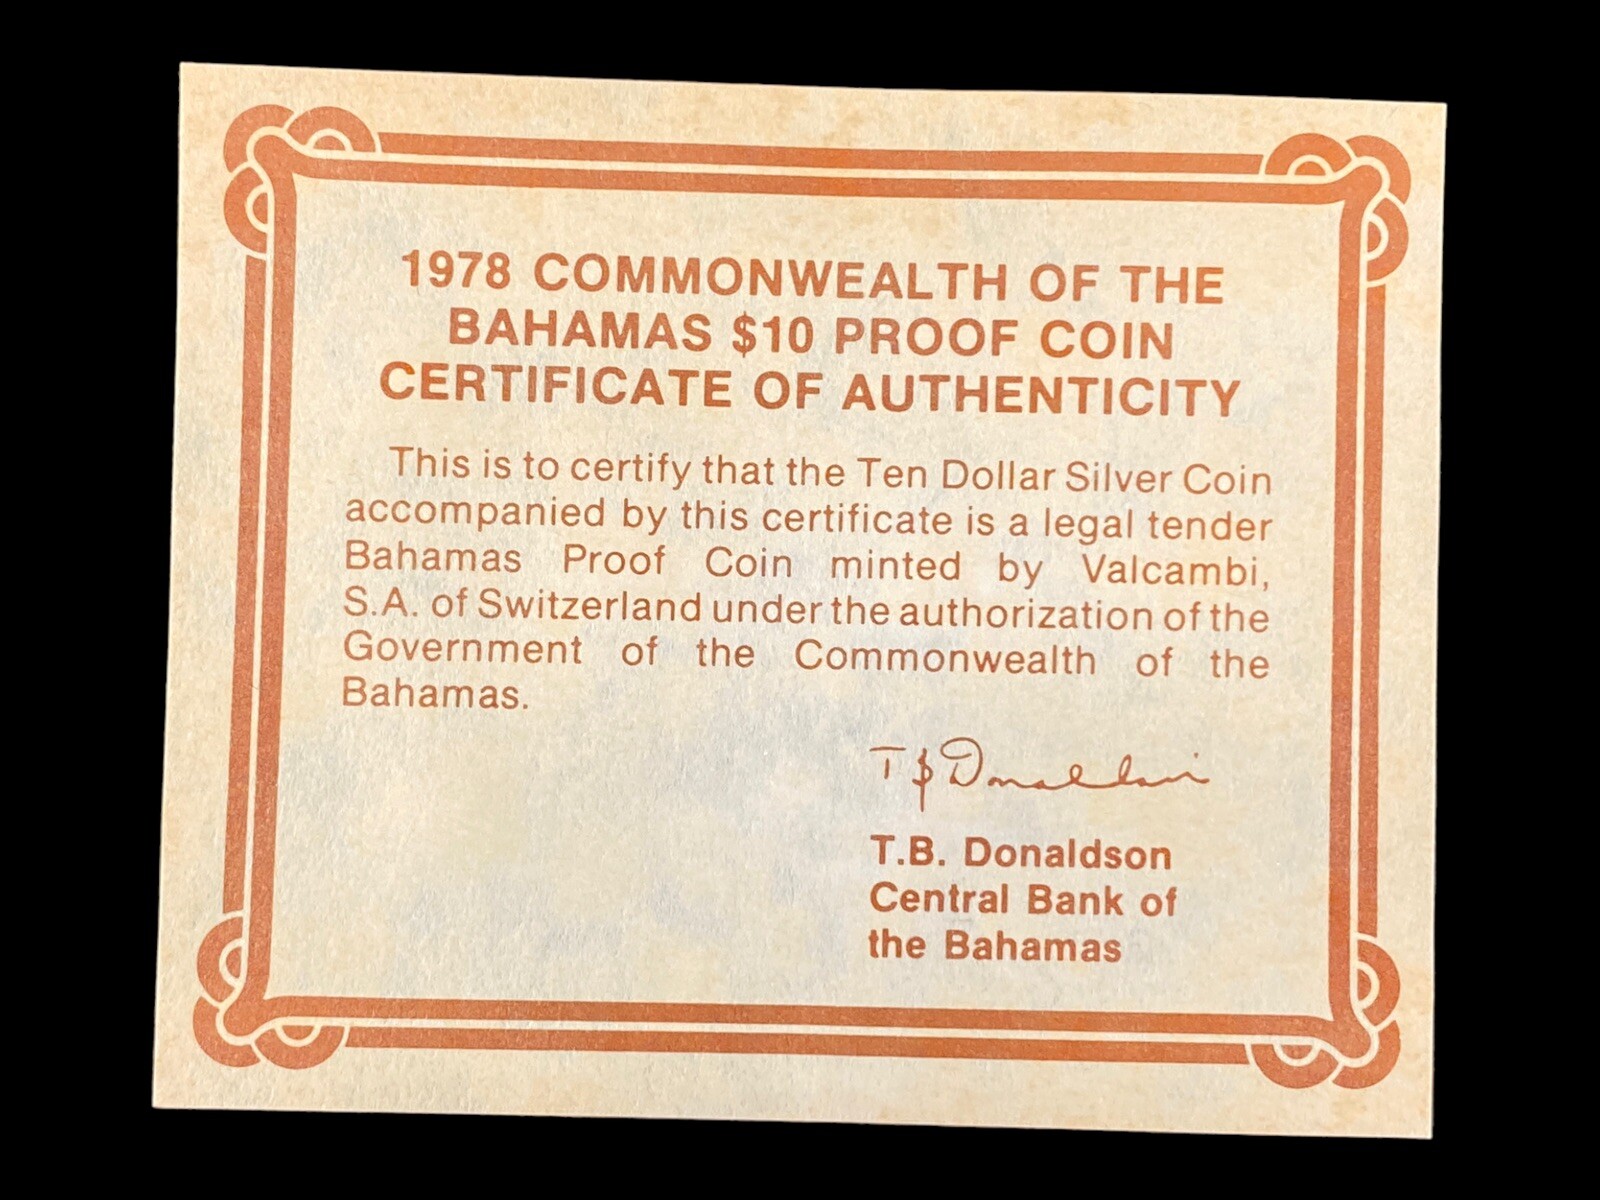 1978 COMMONWEALTH OF THE
BAHAMAS $10 PROOF COIN
CERTIFICATE OF AUTHENTICITY
This is to certify that the Ten Dollar Silver Coin
accompanied by this certificate is a legal tender
Bahamas Proof Coin minted by Valcambi,
S.A. of Switzerland under the authorization of the
Government of the Commonwealth of the
Bahamas.
T B Donaldson
T.B. Donaldson
Central Bank of
the Bahamas